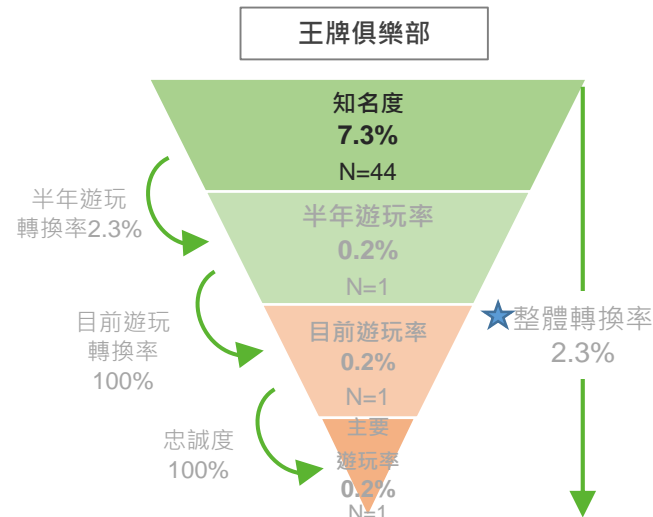 王牌俱樂部
知名度
7.3%
N=44
半年遊玩
轉換率2.3%
半年遊玩率
0.2%
N=1
目前遊玩
轉換率
100%
目前遊玩率
0.2%
N=1
整體轉換率
2.3%
忠誠度
100%
主要
遊玩率
0.2%
N=1